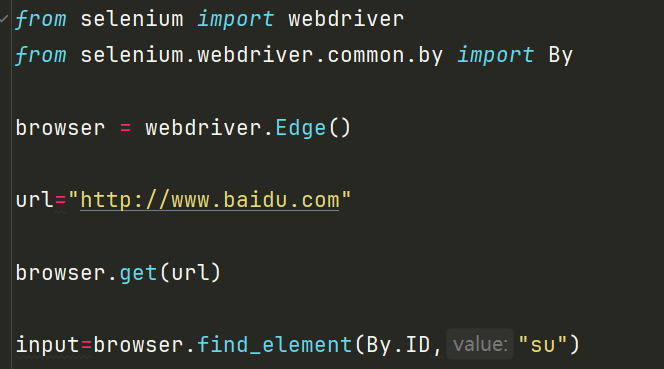 from selenium import webdriver
from selenium.webdriver.common.by import By
browser = webdriver.Edge()
url="http://www.baidu.com"
browser.get(url)
input=browser.find_element(By.ID, value: "su")